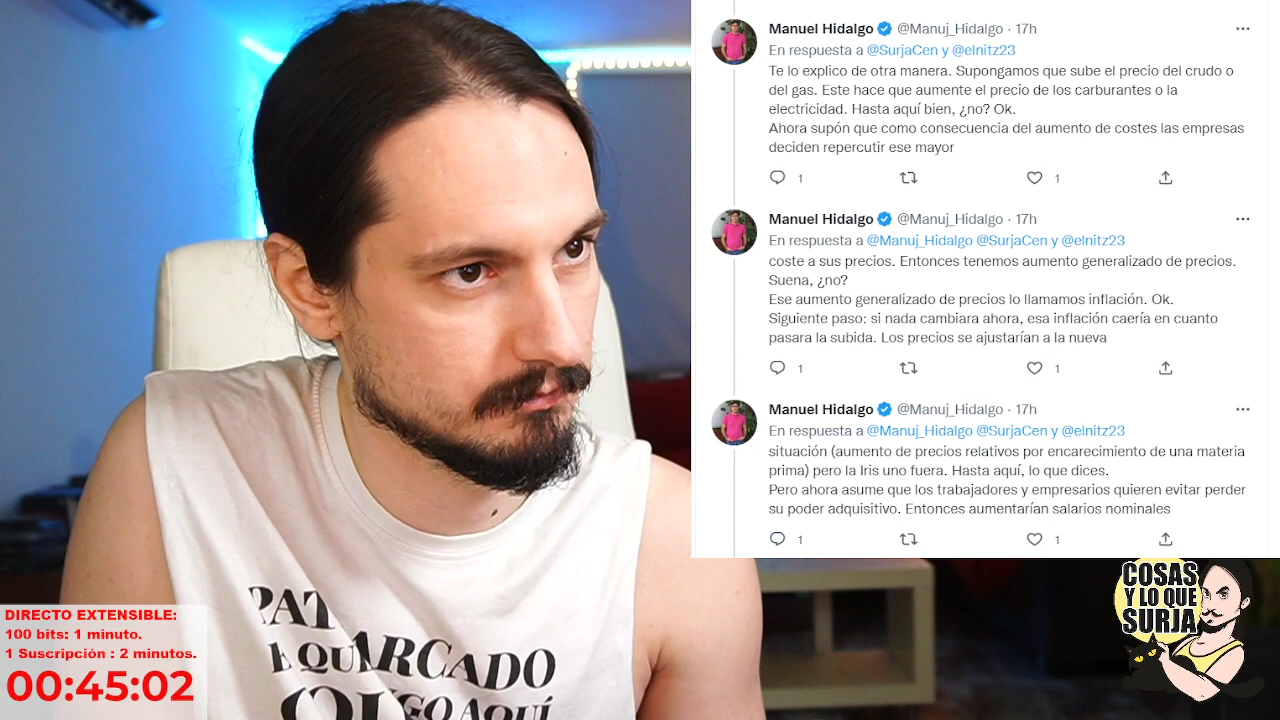 Manuel Hidalgo @Manuj_Hidalgo · 17h
En respuesta a @SurjaCen y @elnitz23
Te lo explico de otra manera. Supongamos que sube el precio del crudo o
del gas. Este hace que aumente el precio de los carburantes o la
electricidad. Hasta aquí bien, ¿no? Ok.
Ahora supón que como consecuencia del aumento de costes las empresas
deciden repercutir ese mayor
1 1
Manuel Hidalgo @Manuj_Hidalgo · 17h
En respuesta a @Manuj_Hidalgo @SurjaCen y @elnitz23
coste a sus precios. Entonces tenemos aumento generalizado de precios.
Suena, ¿no?
Ese aumento generalizado de precios lo llamamos inflación. Ok.
Siguiente paso: si nada cambiara ahora, esa inflación caería en cuanto
pasara la subida. Los precios se ajustarían a la nueva
1 1
Manuel Hidalgo @Manuj_Hidalgo · 17h
En respuesta a @Manuj_Hidalgo @SurjaCen y @elnitz23
situación (aumento de precios relativos por encarecimiento de una materia
prima) pero la Iris uno fuera. Hasta aquí, lo que dices.
Pero ahora asume que los trabajadores y empresarios quieren evitar perder
su poder adquisitivo. Entonces aumentarían salarios nominales
1 1
COSAS
Y LO QUE
SURJA
DIRECTO EXTENSIBLE:
100 bits: 1 minuto.
1 Suscripción : 2 minutos.
00:45:02
ARCADO
AQUÍ